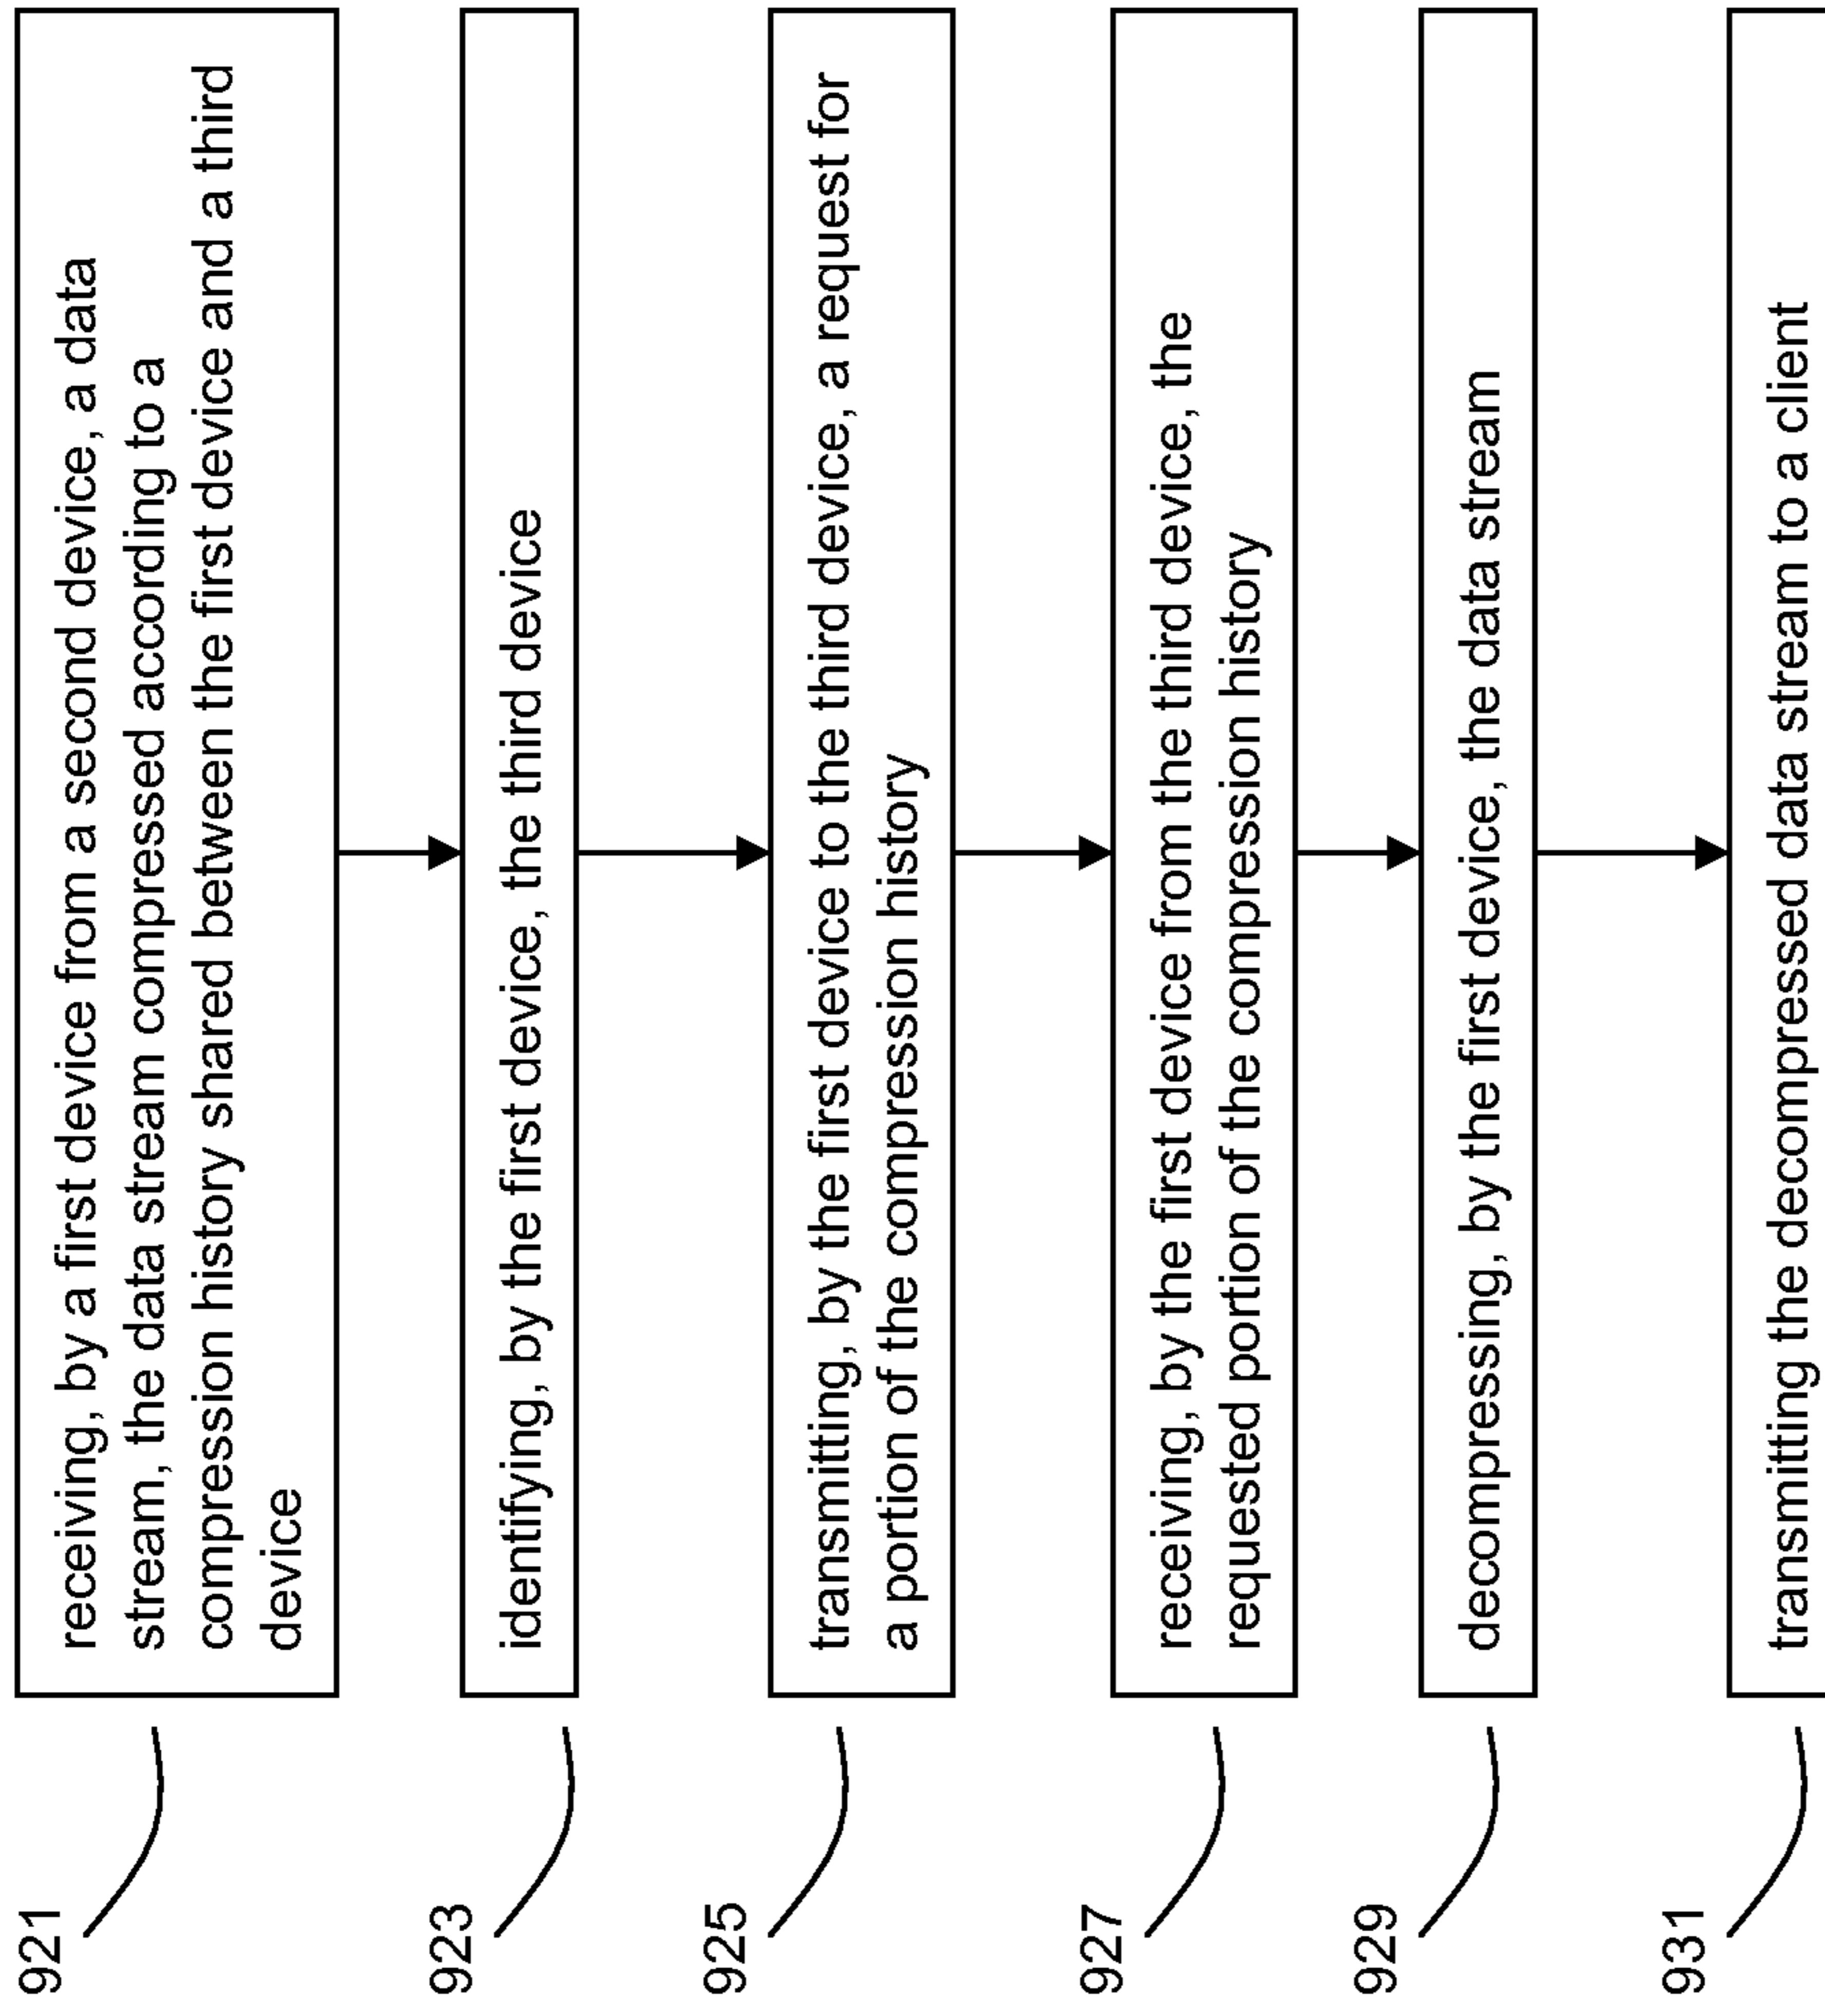 921
receiving, by a first device from a second device, a data
stream, the data stream compressed according to a
compression history shared between the first device and a third
device
923
identifying, by the first device, the third device
925
transmitting, by the first device to the third device, a request for
a portion of the compression history
927
receiving, by the first device from the third device, the
requested portion of the compression history
929
decompressing, by the first device, the data stream
931
transmitting the decompressed data stream to a client